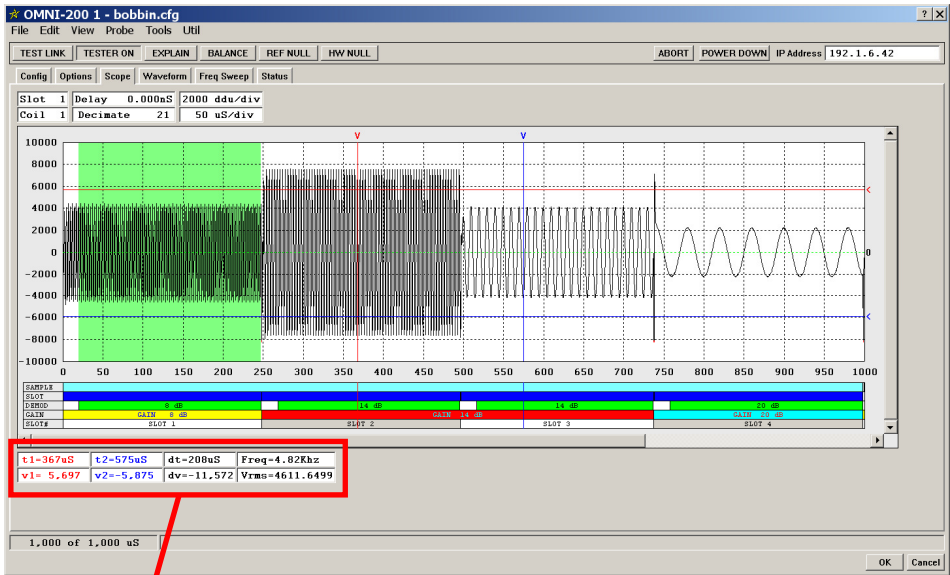 OMNI-200 1 - bobbin.cfg
File Edit View Probe Tools Util
TEST LINK TESTER ON EXPLAIN BALANCE REF NULL HW NULL ABORT POWER DOWN IP Address 192.1.6.42
Config Options Scope Waveform Freq Sweep Status
Slot 1 Delay 0.000nS 2000 ddu/div
Coil 1 Decimate 21 50 uS/div
V V
10000
8000
6000
4000
2000
0 0
-2000
-4000
-6000
-8000
-10000
0 50 100 150 200 250 300 350 400 450 500 550 600 650 700 750 800 850 900 950 1000
SAMPLE
SLOT
DEMOD 8 dB 14 dB 14 dB 20 dB
GAIN GAIN 8 dB GAIN 14 dB GAIN 20 dB
SLOT# SLOT 1 SLOT 2 SLOT 3 SLOT 4
t1=367uS t2=575uS dt=208uS Freq=4.82Khz
v1= 5,697 v2=-5,875 dv=-11,572 Vrms=4611.6499
1,000 of 1,000 uS
OK Cancel